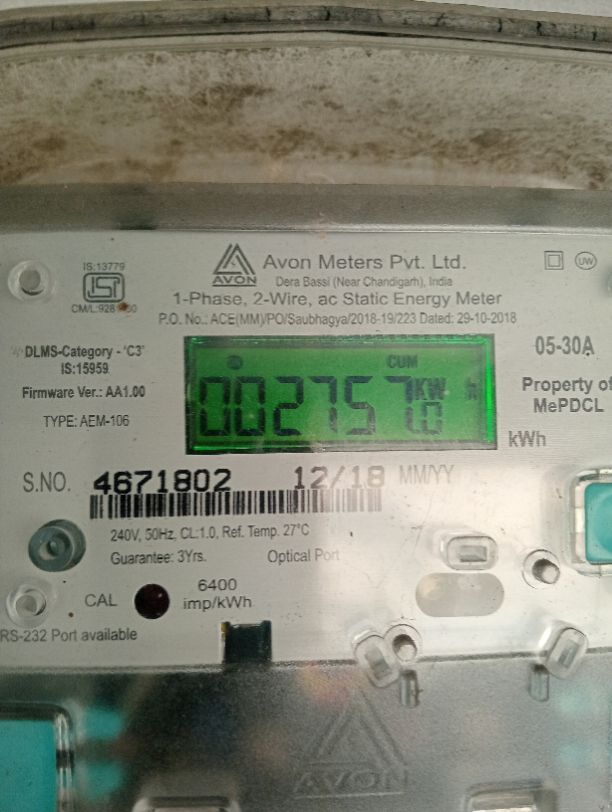 IS:13779
CM/L:928
AVON
Avon Meters Pvt. Ltd.
Dera Bassi (Near Chandigarh), India
UW
1-Phase, 2-Wire, ac Static Energy Meter
P.O. No.: ACE(MM)/PO/Saubhagya/2018-19/223 Dated: 29-10-2018
DLMS-Category - 'C3'
IS:15959
Firmware Ver.: AA1.00
TYPE: AEM-106
CUM
002757.0
KW h
05-30A
Property of
MePDCL
kWh
S.NO. 4671802 12/18 MM/YY
240V, 50Hz, CL:1.0, Ref. Temp. 27°C
Guarantee: 3Yrs. Optical Port
CAL
6400
imp/kWh
RS-232 Port available
AVON